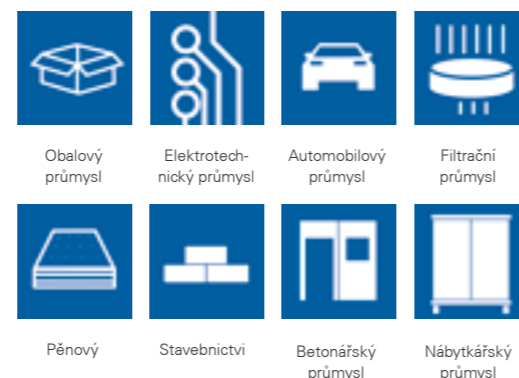 Obalový
průmysl
Elektrotech-
nický průmysl
Automobilový
průmysl
Filtrační
průmysl
Pěnový
Stavebnictvi
Betonářský
průmysl
Nábytkářský
průmysl